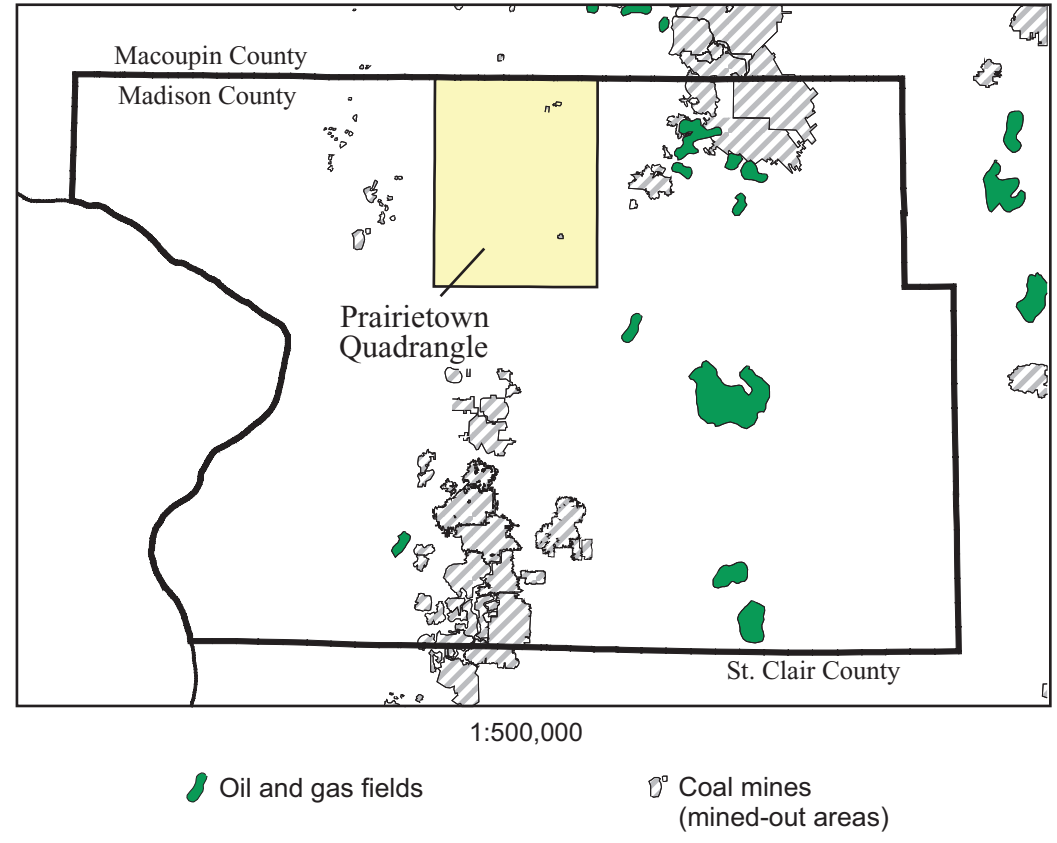 Macoupin County
Madison County
Prairietown
Quadrangle
St. Clair County
1:500,000
Oil and gas fields
Coal mines
(mined-out areas)